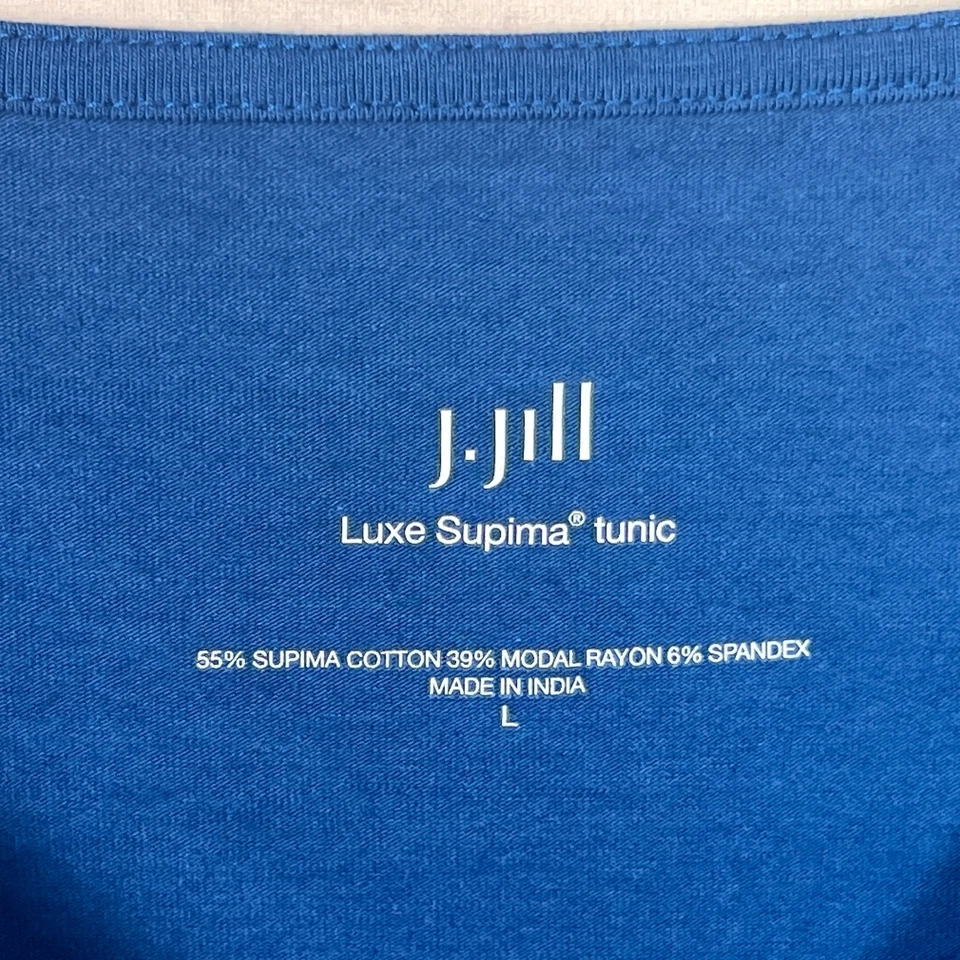 J.Jill
Luxe Supima® tunic
55% SUPIMA COTTON 39% MODAL RAYON 6% SPANDEX
MADE IN INDIA
L